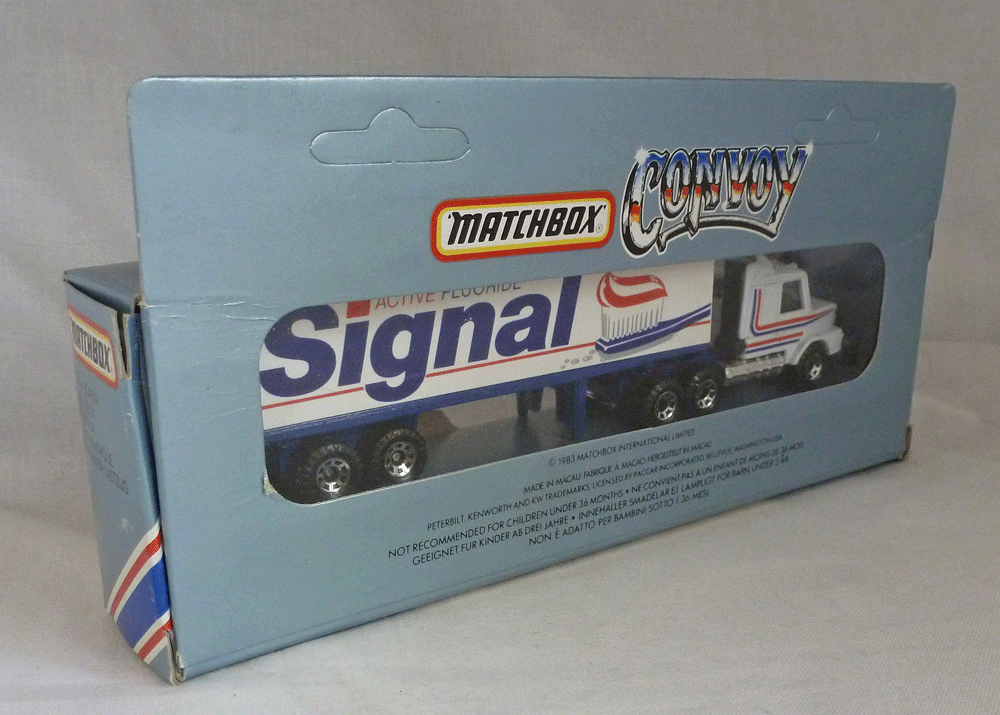 MATCHBOX®
CONVOY
ACTIVE FLUORIDE
Signal
MATCHBOX
© 1983 MATCHBOX INTERNATIONAL LIMITED
MADE IN MACAU FABRIQUÉ À MACAO HERGESTELLT IN MACAU
PETERBILT, KENWORTH AND KW TRADEMARKS, LICENSED BY PACCAR INCORPORATED, BELLEVUE, WASHINGTON USA
NOT RECOMMENDED FOR CHILDREN UNDER 36 MONTHS • NE CONVIENT PAS A UN ENFANT DE MOINS DE 36 MOIS
GEEIGNET FUR KINDER AB DREI JAHRE • INNEHALLER SMADELAR EJ LAMPLIGT FOR BARN UNDER 3 AR
NON È ADATTO PER BAMBINI SOTTO I 36 MESI